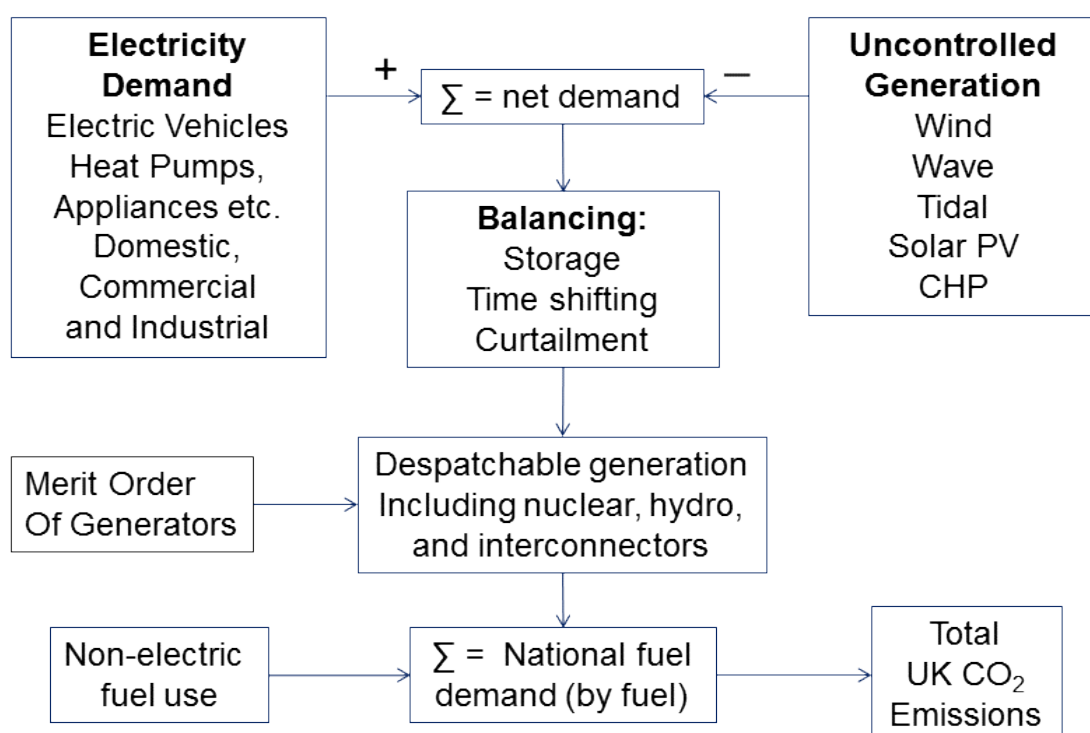 Electricity
Demand
Electric Vehicles
Heat Pumps,
Appliances etc.
Domestic,
Commercial
and Industrial
+
∑ = net demand
–
Uncontrolled
Generation
Wind
Wave
Tidal
Solar PV
CHP
Balancing:
Storage
Time shifting
Curtailment
Merit Order
Of Generators
Despatchable generation
Including nuclear, hydro,
and interconnectors
Non-electric
fuel use
∑ = National fuel
demand (by fuel)
Total
UK CO₂
Emissions